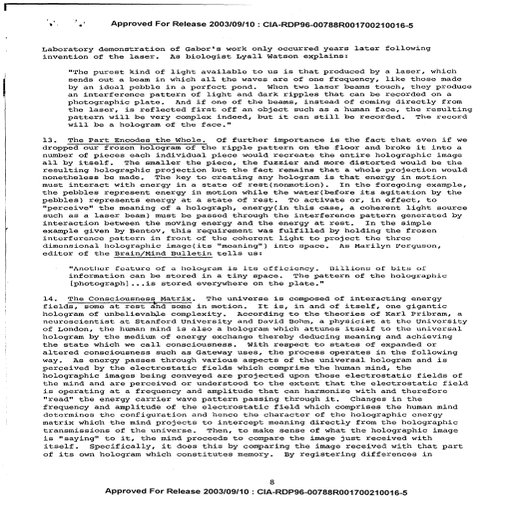 Approved For Release 2003/09/10 : CIA-RDP96-00788R001700210016-5
Laboratory demonstration of Gabor's work only occurred years later following
invention of the laser. As biologist Lyall Watson explains:
"The purest kind of light available to us is that produced by a laser, which
sends out a beam in which all the waves are of one frequency, like those made
by an ideal pebble in a perfect pond. When two laser beams touch, they produce
an interference pattern of light and dark ripples that can be recorded on a
photographic plate. And if one of the beams, instead of coming directly from
the laser, is reflected first off an object such as a human face, the resulting
pattern will be very complex indeed, but it can still be recorded. The record
will be a hologram of the face."
13. The Part Encodes the Whole. Of further importance is the fact that even if we
dropped our frozen hologram of the ripple pattern on the floor and broke it into a
number of pieces each individual piece would recreate the entire holographic image
all by itself. The smaller the piece, the fuzzier and more distorted would be the
resulting holographic projection but the fact remains that a whole projection would
nonetheless be made. The key to creating any hologram is that energy in motion
must interact with energy in a state of rest(nonmotion). In the foregoing example,
the pebbles represent energy in motion while the water(before its agitation by the
pebbles) represents energy at a state of rest. To activate or, in effect, to
"perceive" the meaning of a hologram, energy(in this case, a coherent light source
such as a laser beam) must be passed through the interference pattern generated by
interaction between the moving energy and the energy at rest. In the simple
example given by Bentov, this requirement was fulfilled by holding the frozen
interference pattern in front of the coherent light to project the three
dimensional holographic image(its "meaning") into space. As Marilyn Ferguson,
editor of the Brain/Mind Bulletin tells us:
"Another feature of a hologram is its efficiency. Billions of bits of
information can be stored in a tiny space. The pattern of the holographic
[photograph]...is stored everywhere on the plate."
14. The Consciousness Matrix. The universe is composed of interacting energy
fields, some at rest and some in motion. It is, in and of itself, one gigantic
hologram of unbelievable complexity. According to the theories of Karl Pribram, a
neuroscientist at Stanford University and David Bohm, a physicist at the University
of London, the human mind is also a hologram which attunes itself to the universal
hologram by the medium of energy exchange thereby deducing meaning and achieving
the state which we call consciousness. With respect to states of expanded or
altered consciousness such as Gateway uses, the process operates in the following
way. As energy passes through various aspects of the universal hologram and is
perceived by the electrostatic fields which comprise the human mind, the
holographic images being conveyed are projected upon those electrostatic fields of
the mind and are perceived or understood to the extent that the electrostatic field
is operating at a frequency and amplitude that can harmonize with and therefore
"read" the energy carrier wave pattern passing through it. Changes in the
frequency and amplitude of the electrostatic field which comprises the human mind
determines the configuration and hence the character of the holographic energy
matrix which the mind projects to intercept meaning directly from the holographic
transmissions of the universe. Then, to make sense of what the holographic image
is "saying" to it, the mind proceeds to compare the image just received with
itself. Specifically, it does this by comparing the image received with that part
of its own hologram which constitutes memory. By registering differences in
8
Approved For Release 2003/09/10 : CIA-RDP96-00788R001700210016-5